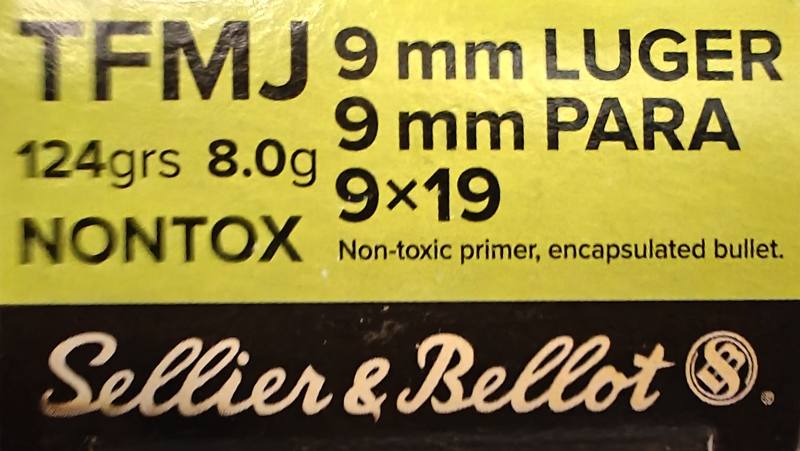 TFMJ
124grs 8.0g
NONTOX
9 mm LUGER
9 mm PARA
9×19
Non-toxic primer, encapsulated bullet.
Sellier & Bellot SB ®